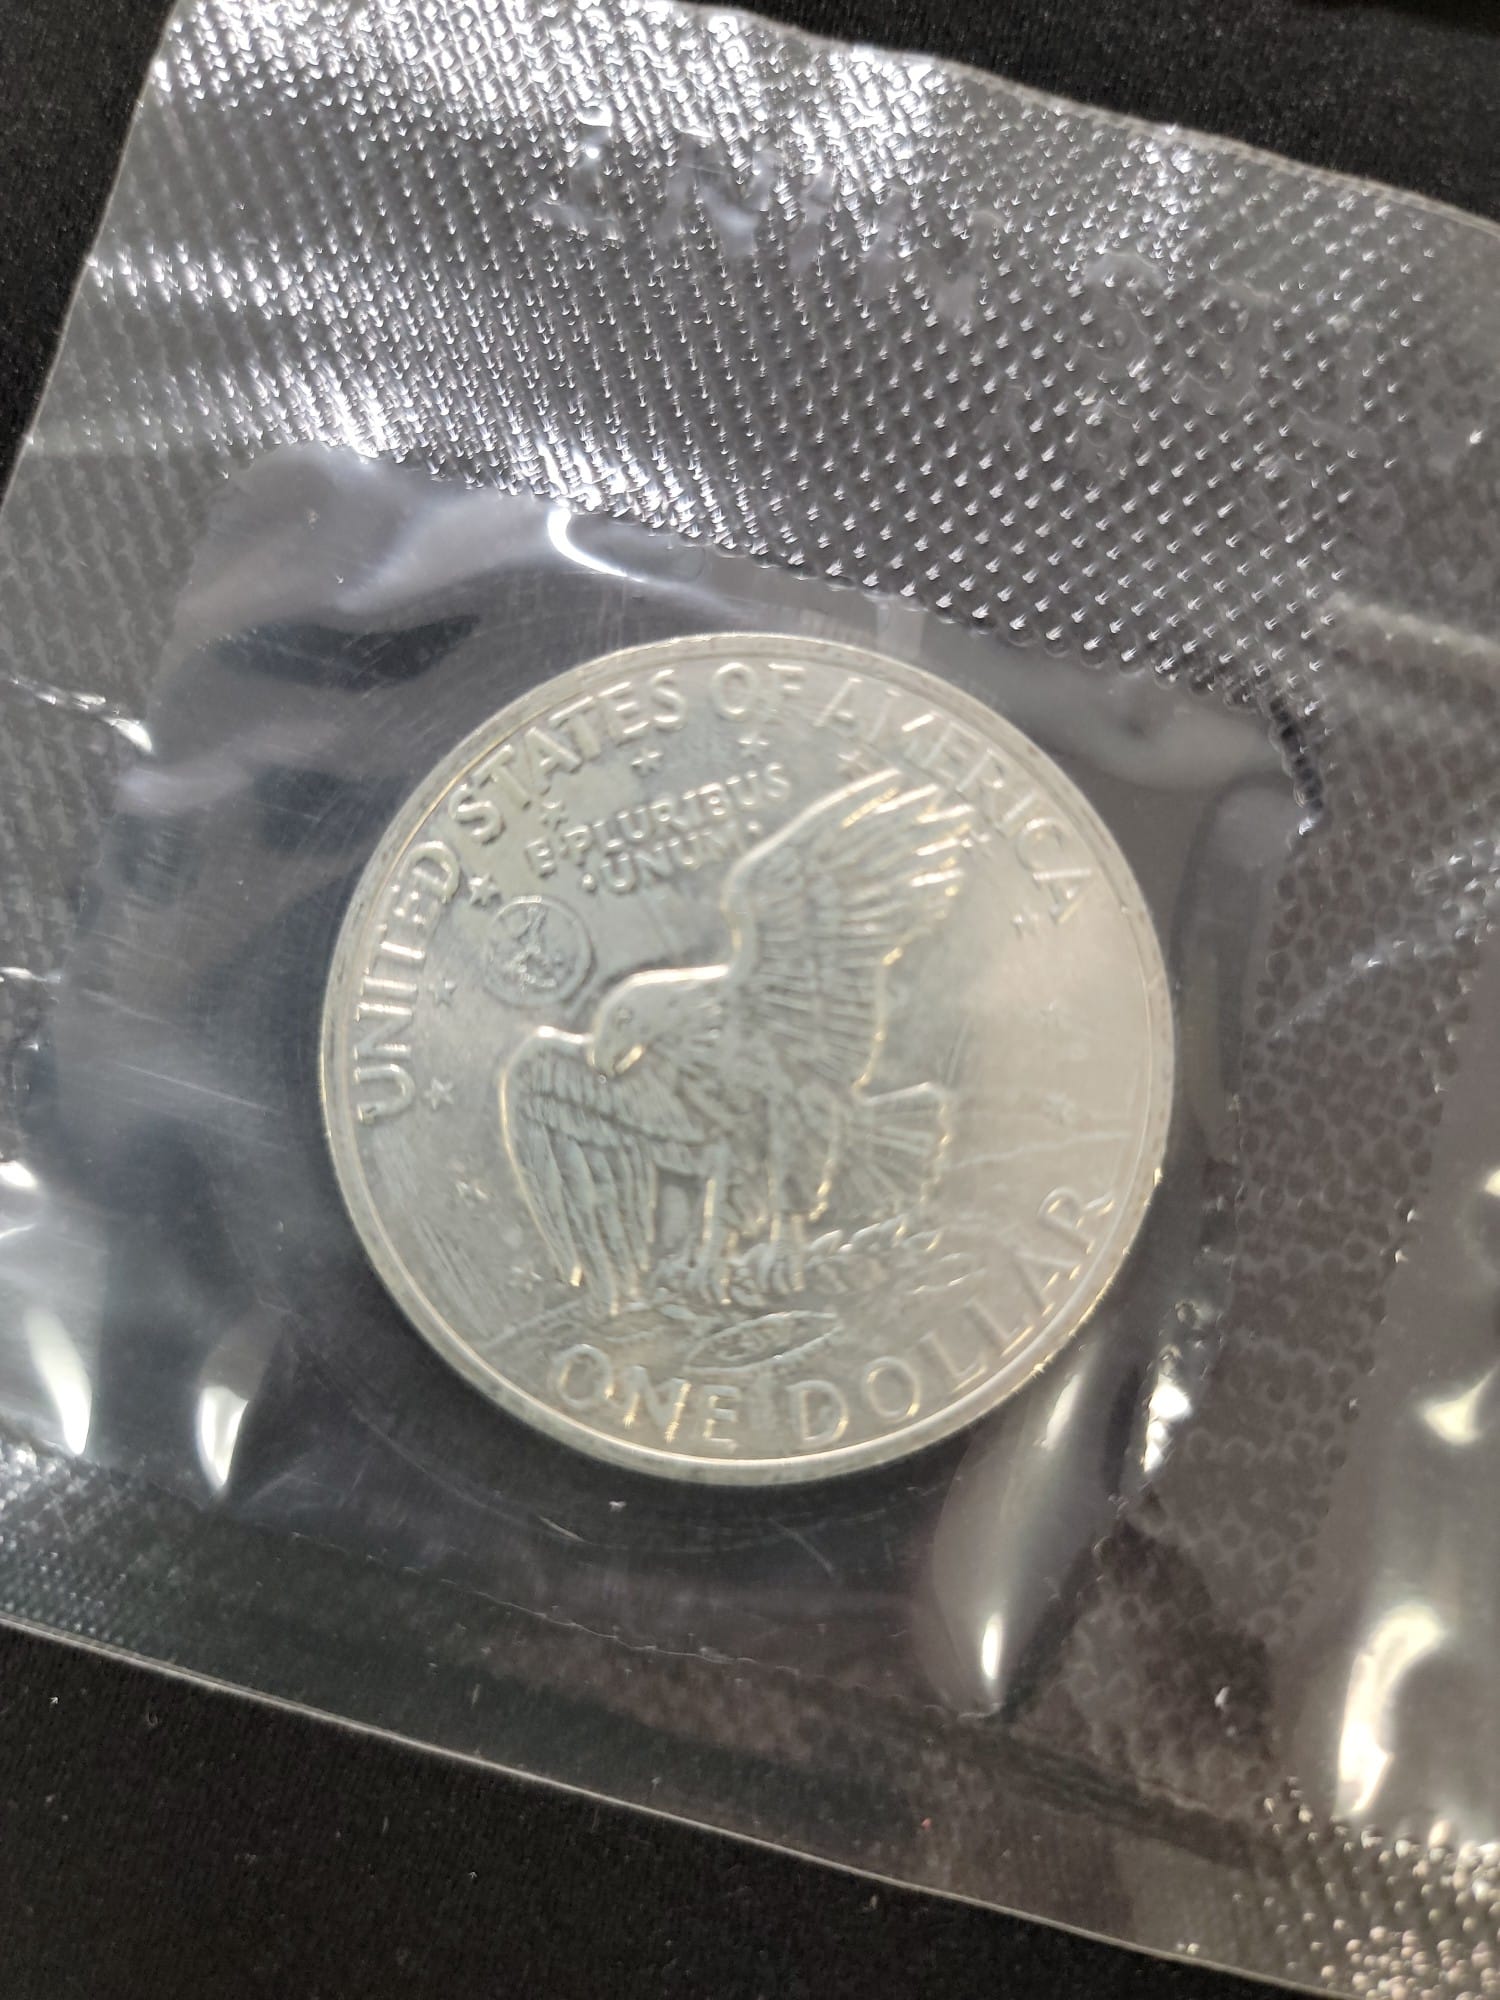 UNITED STATES OF AMERICA
E PLURIBUS
·UNUM·
ONE DOLLAR